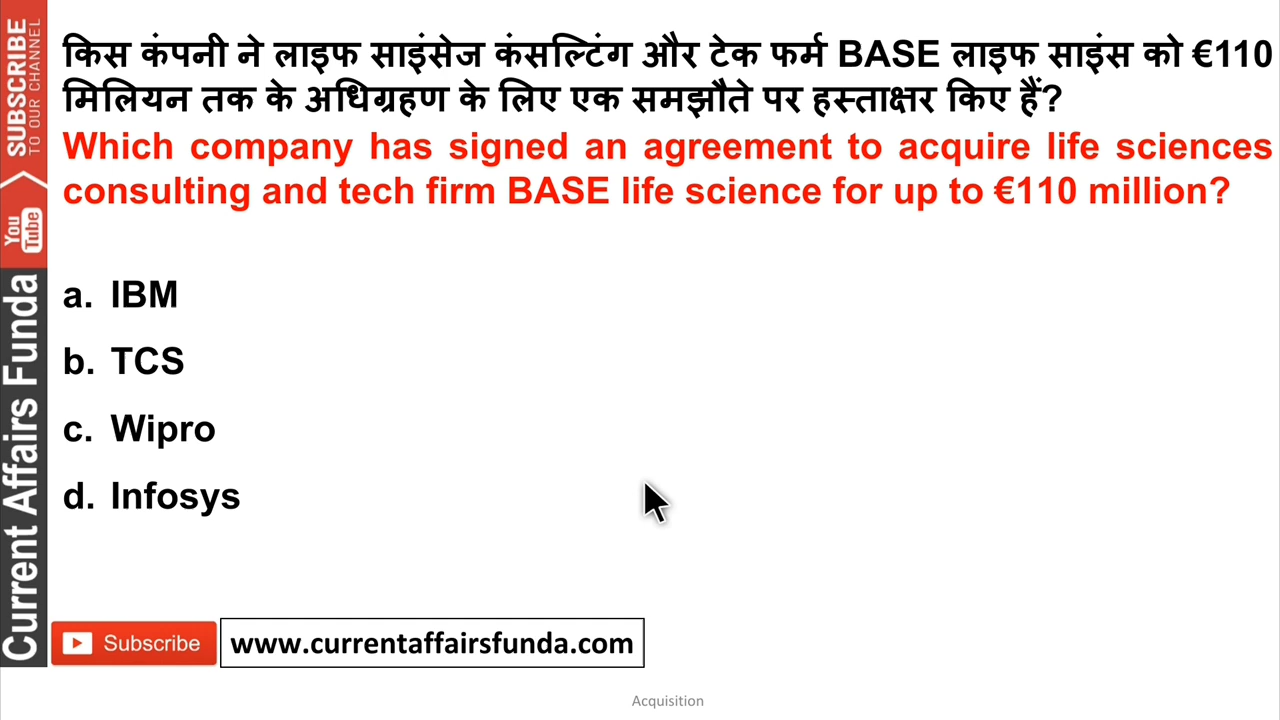 किस कंपनी ने लाइफ साइंसेज कंसल्टिंग और टेक फर्म BASE लाइफ साइंस को €110
मिलियन तक के अधिग्रहण के लिए एक समझौते पर हस्ताक्षर किए हैं?
Which company has signed an agreement to acquire life sciences
consulting and tech firm BASE life science for up to €110 million?
a. IBM
b. TCS
c. Wipro
d. Infosys
SUBSCRIBE
TO OUR CHANNEL
You
Tube
Current Affairs Funda
Subscribe
www.currentaffairsfunda.com
Acquisition